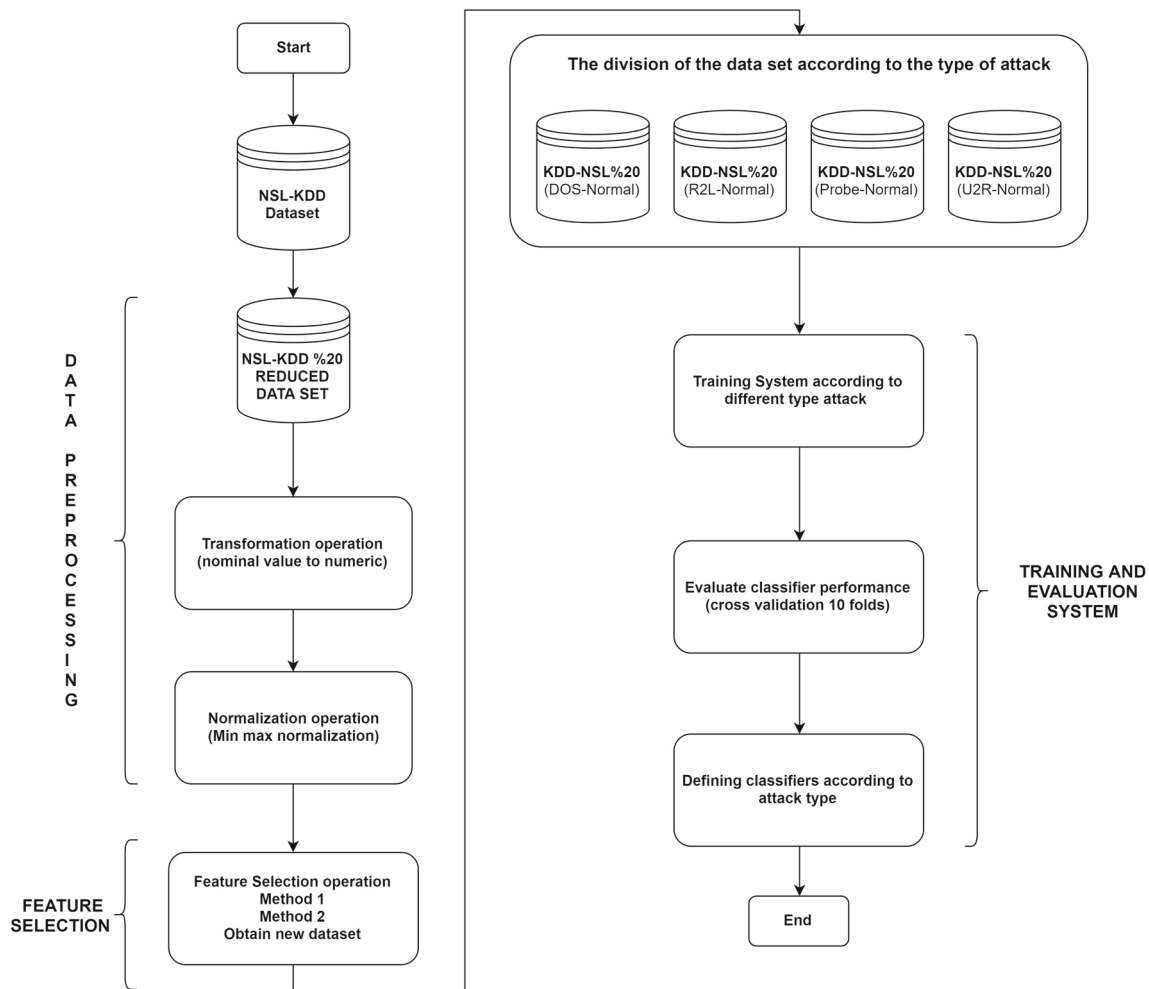 Start
NSL-KDD
Dataset
DATA PREPROCESSING
NSL-KDD %20
REDUCED
DATA SET
Transformation operation
(nominal value to numeric)
Normalization operation
(Min max normalization)
FEATURE
SELECTION
Feature Selection operation
Method 1
Method 2
Obtain new dataset
The division of the data set according to the type of attack
KDD-NSL%20
(DOS-Normal)
KDD-NSL%20
(R2L-Normal)
KDD-NSL%20
(Probe-Normal)
KDD-NSL%20
(U2R-Normal)
Training System according to
different type attack
Evaluate classifier performance
(cross validation 10 folds)
Defining classifiers according to
attack type
TRAINING AND
EVALUATION
SYSTEM
End